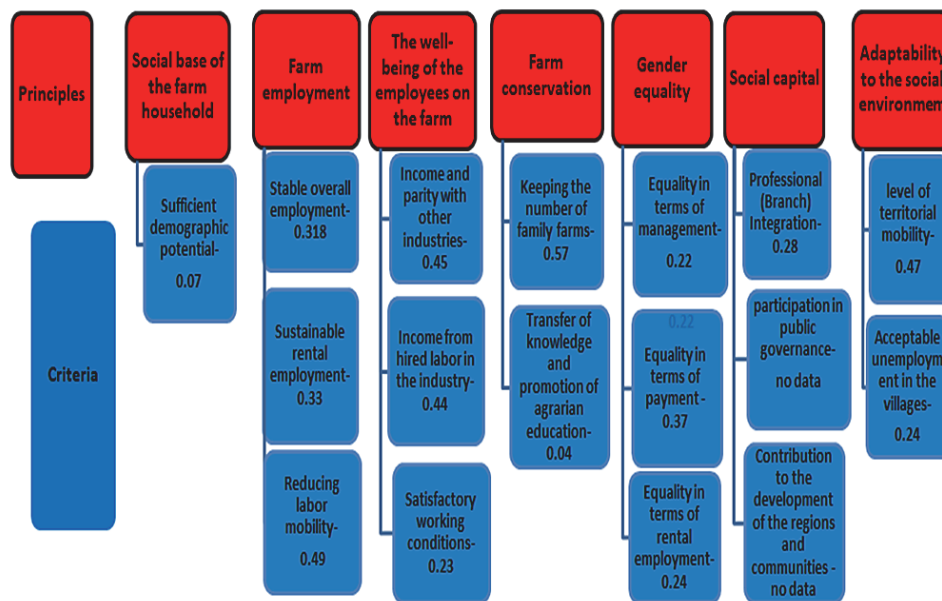 Principles
Social base
of the farm
household
Farm
employment
The well-
being of the
employees on
the farm
Farm
conservation
Gender
equality
Social capital
Adaptability
to the social
environment
Criteria
Sufficient
demographic
potential-
0.07
Stable overall
employment-
0.318
Sustainable
rental
employment-
0.33
Reducing
labor
mobility-
0.49
Income and
parity with
other
industries-
0.45
Income from
hired labor in
the industry-
0.44
Satisfactory
working
conditions-
0.23
Keeping the
number of
family farms-
0.57
Transfer of
knowledge
and
promotion of
agrarian
education-
0.04
Equality in
terms of
management-
0.22
0.22
Equality in
terms of
payment-
0.37
Equality in
terms of rental
employment-
0.24
Professional
(Branch)
Integration-
0.28
participation in
public
governance-
no data
Contribution to
the
development
of the regions
and
communities -
no data
level of
territorial
mobility-
0.47
Acceptable
unemploym
ent in the
villages-
0.24